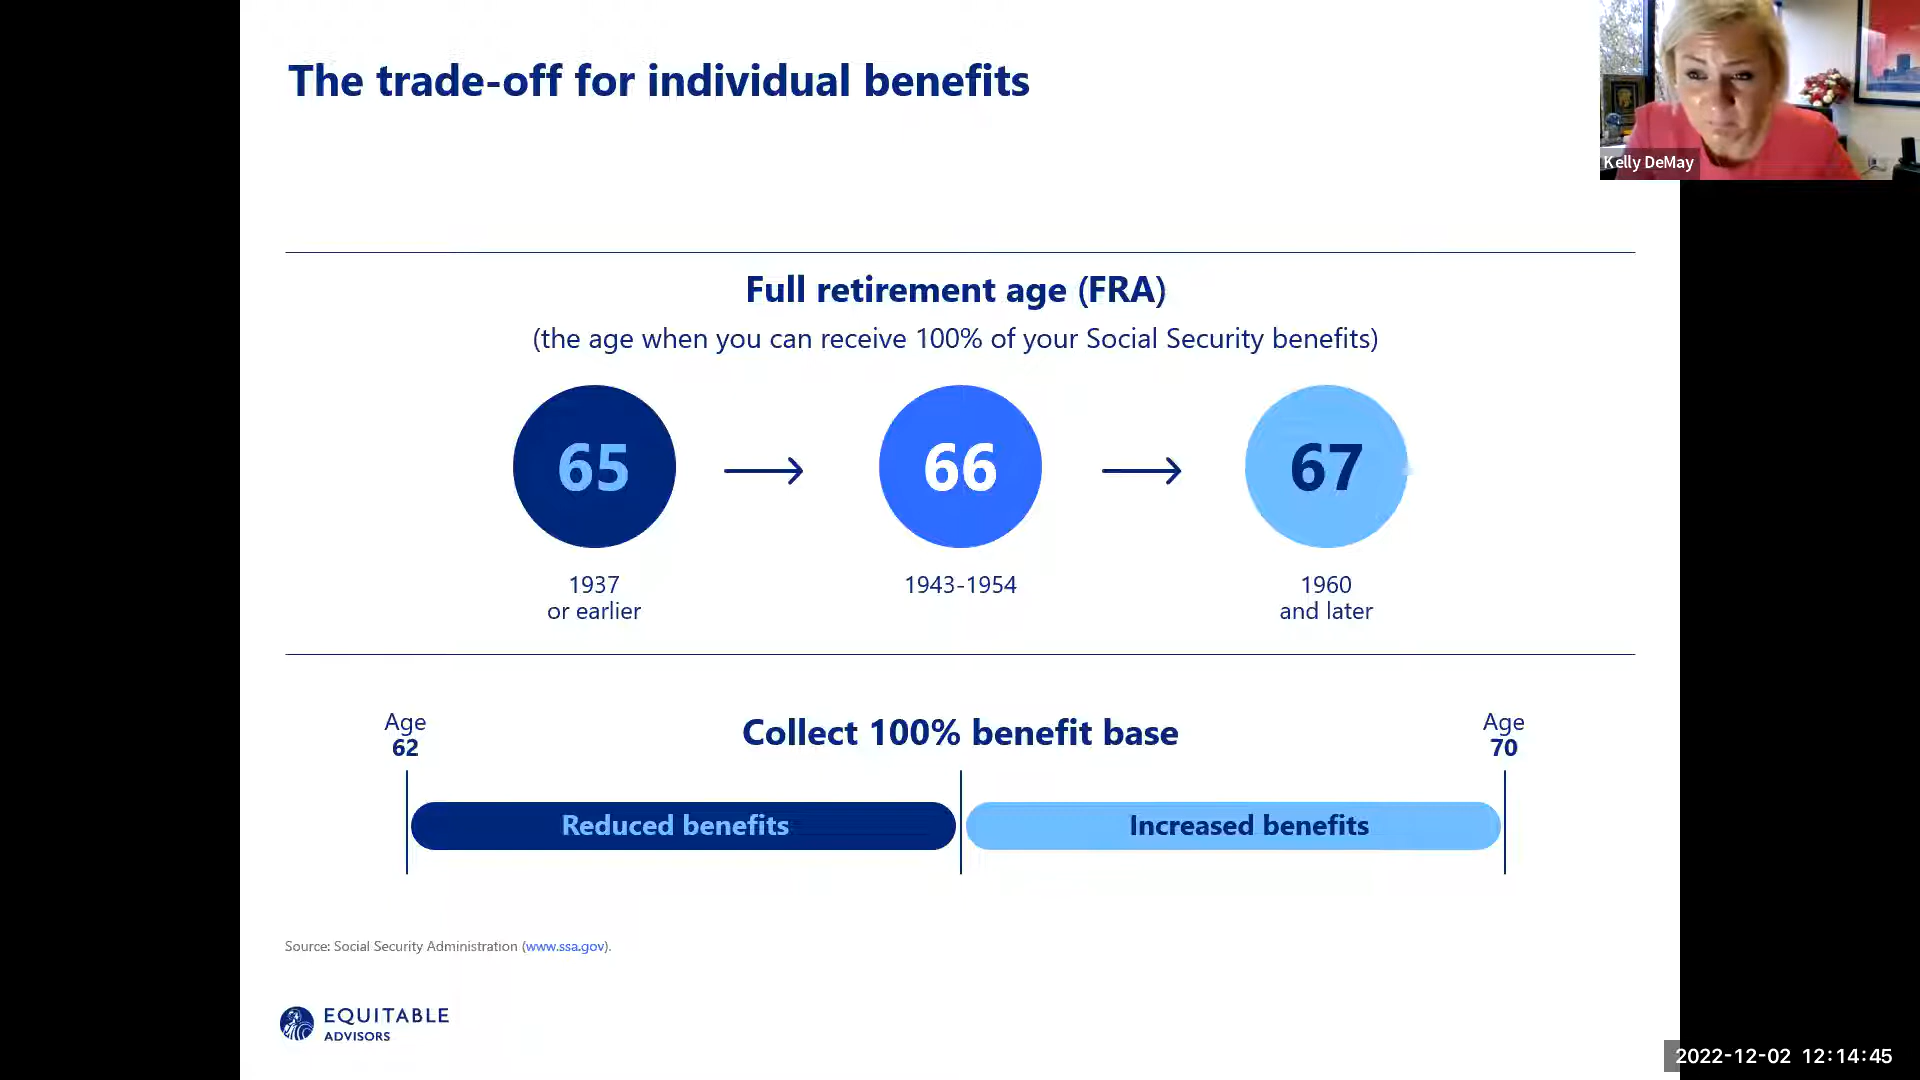 The trade-off for individual benefits
Kelly DeMay
Full retirement age (FRA)
(the age when you can receive 100% of your Social Security benefits)
65
66
67
1937
or earlier
1943-1954
1960
and later
Age
62
Collect 100% benefit base
Age
70
Reduced benefits
Increased benefits
Source: Social Security Administration (www.ssa.gov).
EQUITABLE
ADVISORS
2022-12-02 12:14:45